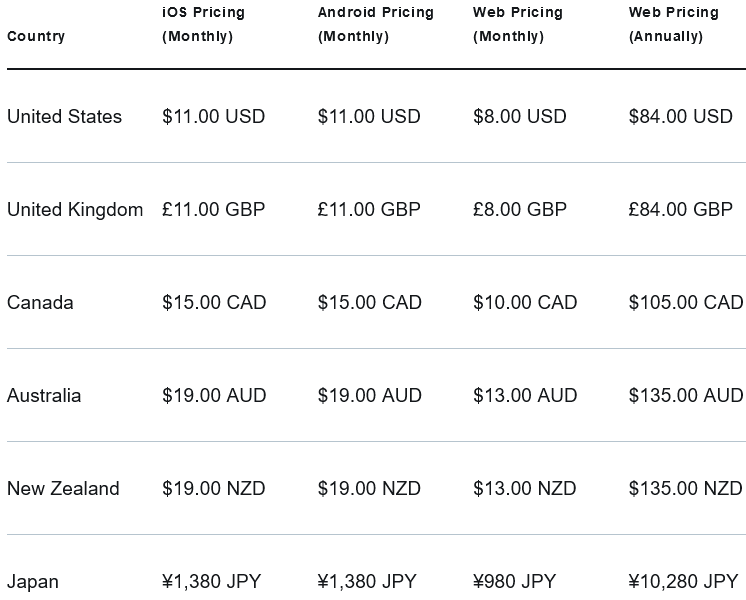 Country iOS Pricing (Monthly) Android Pricing (Monthly) Web Pricing (Monthly) Web Pricing (Annually)
United States $11.00 USD $11.00 USD $8.00 USD $84.00 USD
United Kingdom £11.00 GBP £11.00 GBP £8.00 GBP £84.00 GBP
Canada $15.00 CAD $15.00 CAD $10.00 CAD $105.00 CAD
Australia $19.00 AUD $19.00 AUD $13.00 AUD $135.00 AUD
New Zealand $19.00 NZD $19.00 NZD $13.00 NZD $135.00 NZD
Japan ¥1,380 JPY ¥1,380 JPY ¥980 JPY ¥10,280 JPY